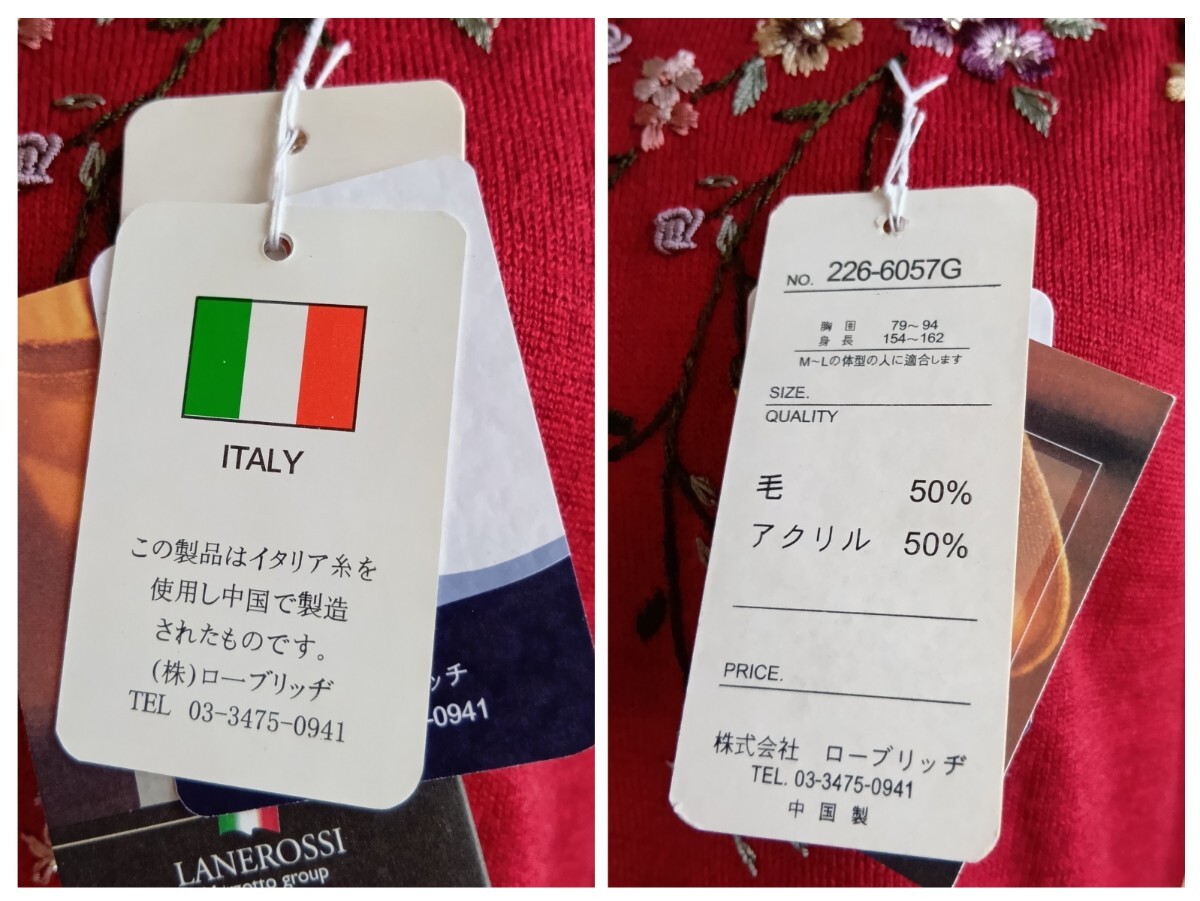 ITALY
この製品はイタリア糸を
使用し中国で製造
されたものです。
(株)ローブリッヂ
TEL 03-3475-0941
ッチ
-0941
LANEROSSI
group
NO. 226-6057G
胸囲 79～94
身長 154～162
M～Lの体型の人に適合します
SIZE.
QUALITY
毛 50%
アクリル 50%
PRICE.
株式会社 ローブリッヂ
TEL. 03-3475-0941
中国製